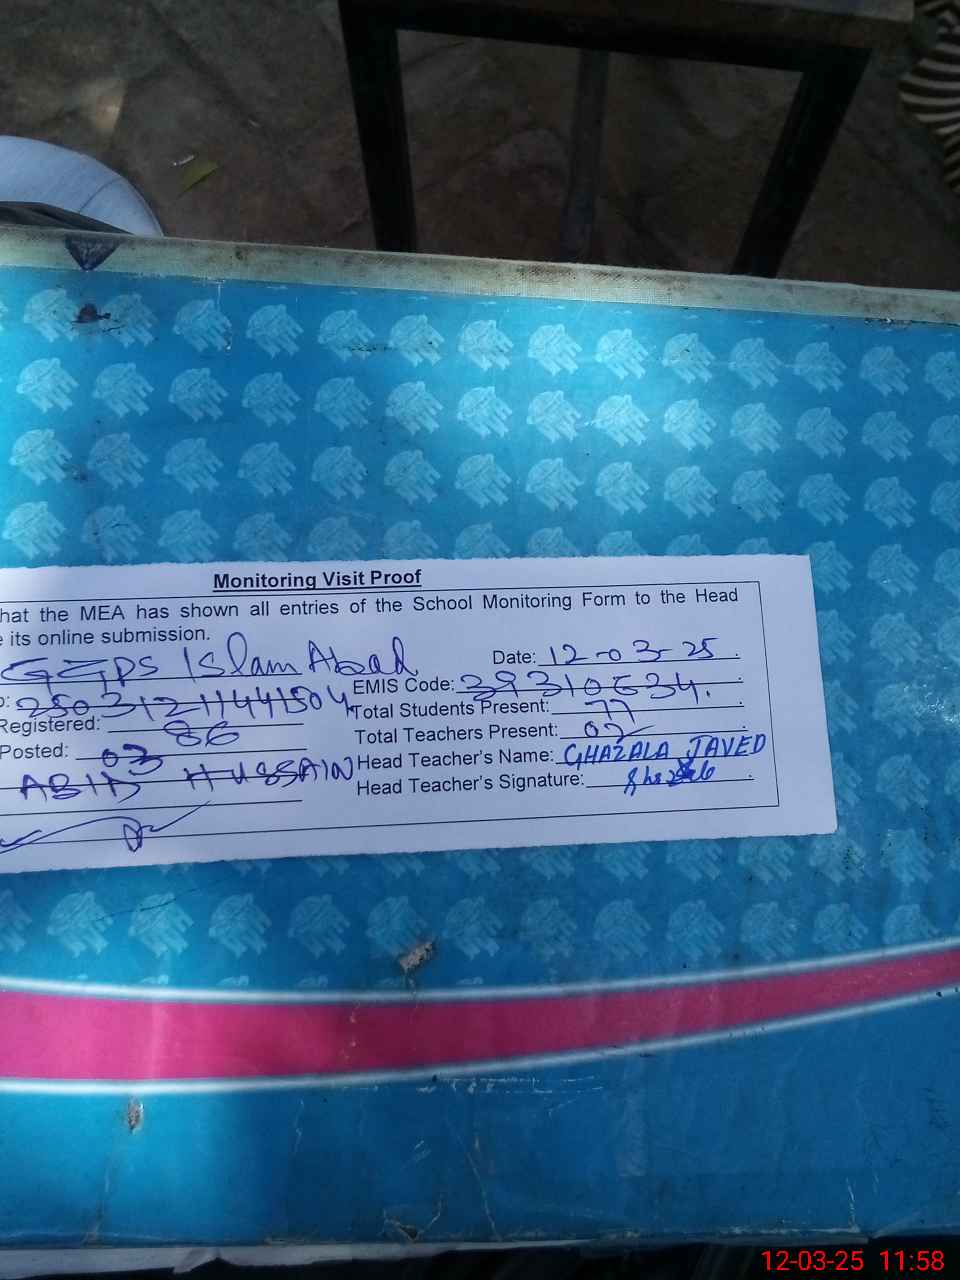 Monitoring Visit Proof
hat the MEA has shown all entries of the School Monitoring Form to the Head
e its online submission.
GGPS Islam Abad Date: 12-03-25
o: 25031211441504 EMIS Code: 39310634
Registered: 86 Total Students Present: 77
Posted: 03 Total Teachers Present: 02
ABID HUSSAIN Head Teacher's Name: GHAZALA JAVED
Head Teacher's Signature:
12-03-25 11:58